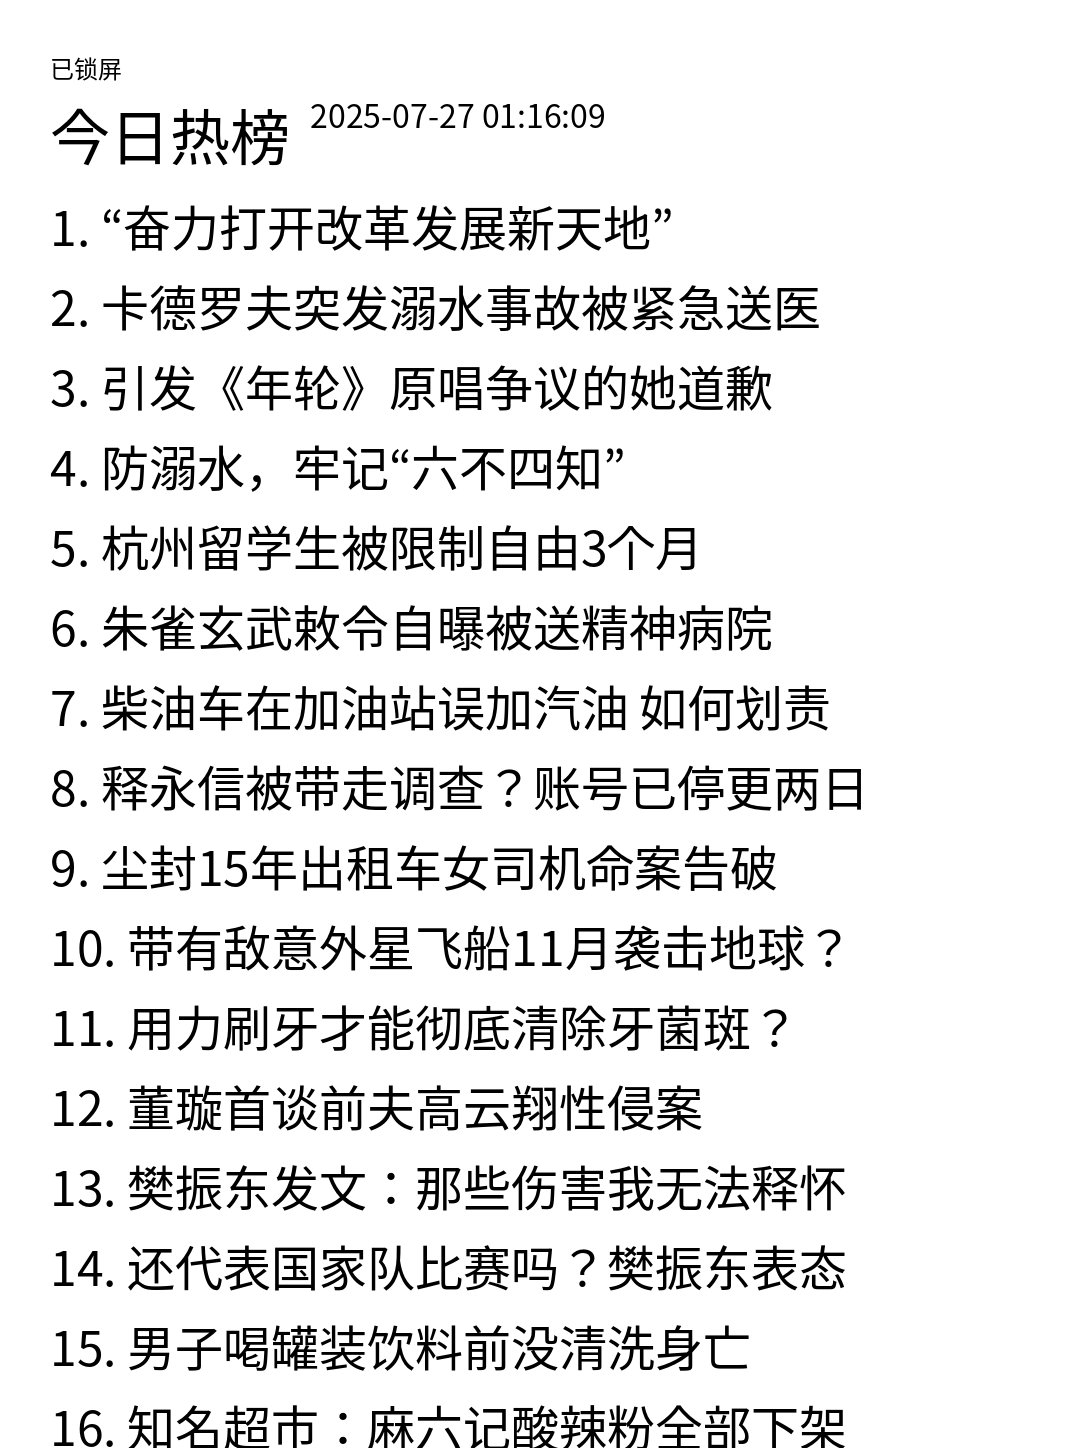 已锁屏
今日热榜 2025-07-27 01:16:09
1. “奋力打开改革发展新天地”
2. 卡德罗夫突发溺水事故被紧急送医
3. 引发《年轮》原唱争议的她道歉
4. 防溺水，牢记“六不四知”
5. 杭州留学生被限制自由3个月
6. 朱雀玄武敕令自曝被送精神病院
7. 柴油车在加油站误加汽油 如何划责
8. 释永信被带走调查？账号已停更两日
9. 尘封15年出租车女司机命案告破
10. 带有敌意外星飞船11月袭击地球？
11. 用力刷牙才能彻底清除牙菌斑？
12. 董璇首谈前夫高云翔性侵案
13. 樊振东发文：那些伤害我无法释怀
14. 还代表国家队比赛吗？樊振东表态
15. 男子喝罐装饮料前没清洗身亡
16. 知名超市：麻六记酸辣粉全部下架